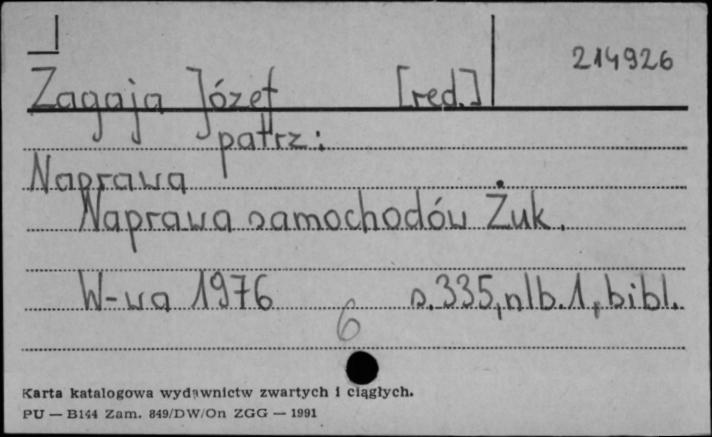 214926
Zagaja Józef [red.]
patrz:
Naprawa
Naprawa samochodów Żuk.
W-wa 1976 s.335,nlb.1,bibl.
6
Karta katalogowa wydawnictw zwartych i ciągłych.
PU — B144 Zam. 849/DW/On ZGG — 1991